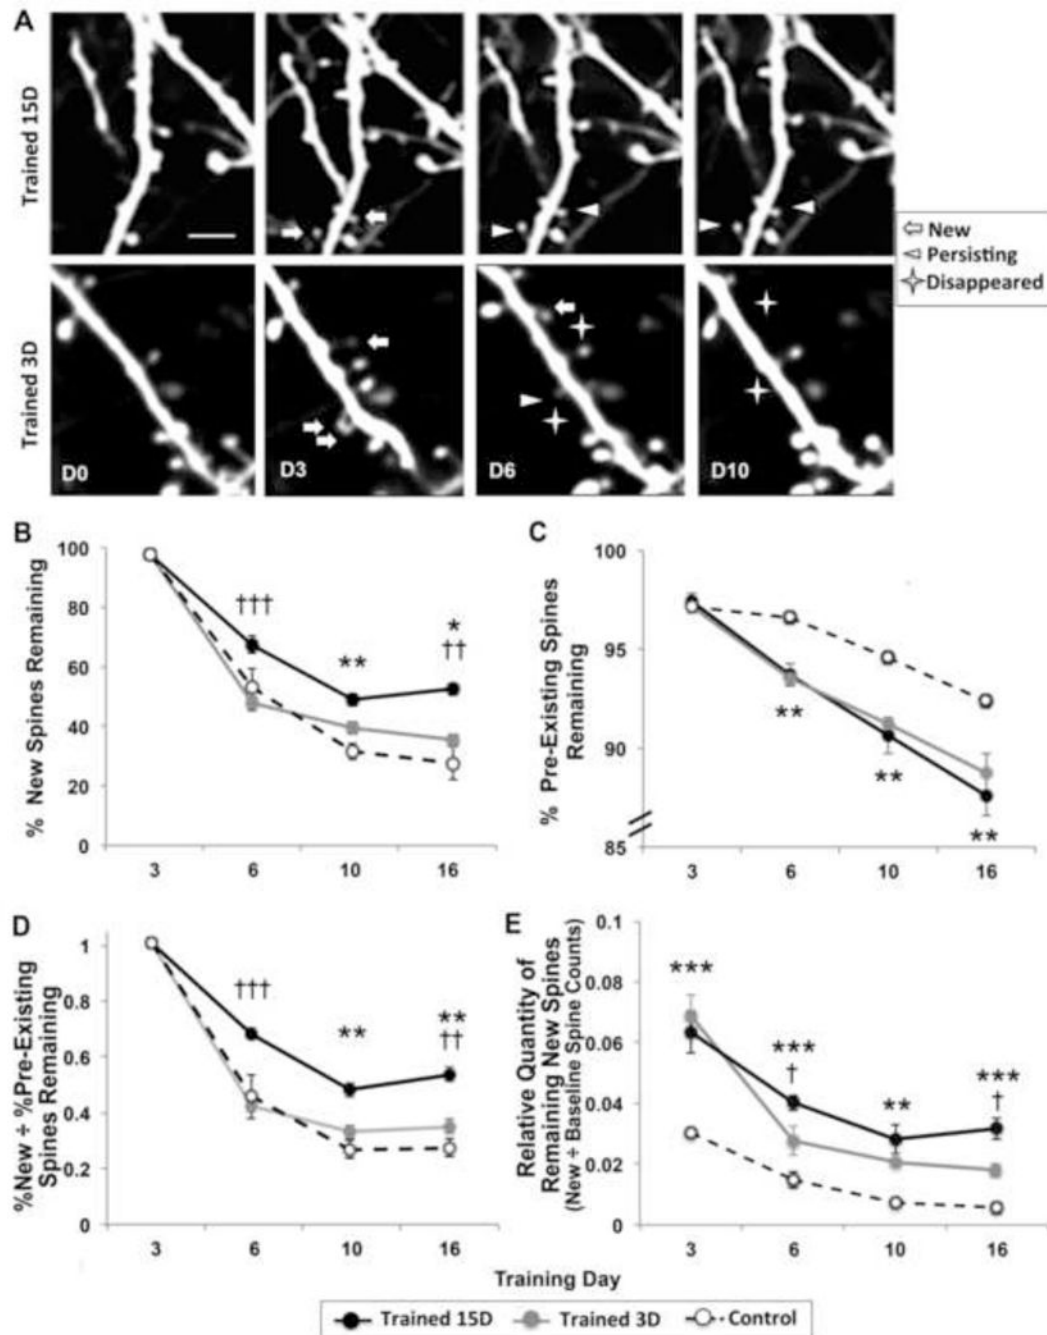 A
Trained 15D
New
Persisting
Disappeared
Trained 3D
D0
D3
D6
D10
B
% New Spines Remaining
100
80
60
40
20
0
†††
**
*
††
3
6
10
16
C
% Pre-Existing Spines
Remaining
100
95
90
85
**
**
**
3
6
10
16
D
%New ÷ %Pre-Existing
Spines Remaining
1
0.8
0.6
0.4
0.2
0
†††
**
**
††
3
6
10
16
E
Relative Quantity of
Remaining New Spines
(New ÷ Baseline Spine Counts)
0.1
0.08
0.06
0.04
0.02
0
***
***
†
**
***
†
3
6
10
16
Training Day
Trained 15D
Trained 3D
Control